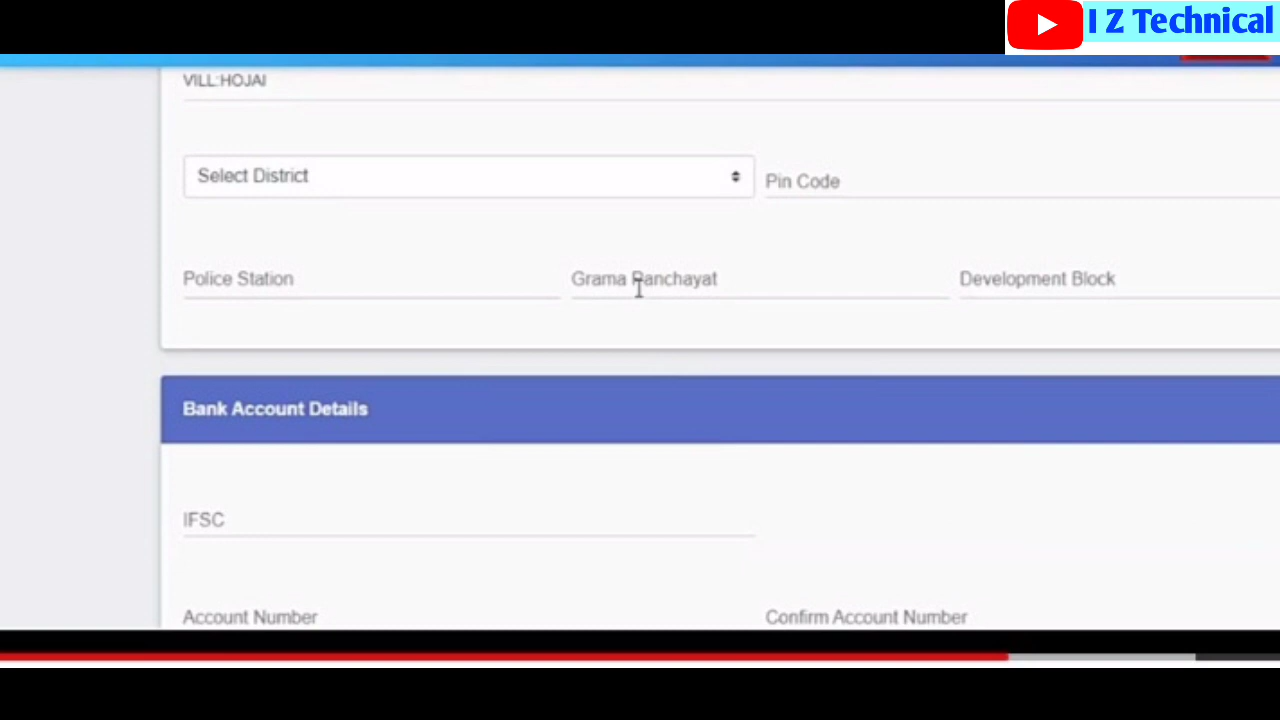 I Z Technical
VILL:HOJAI
Select District
Pin Code
Police Station
Grama Panchayat
Development Block
Bank Account Details
IFSC
Account Number
Confirm Account Number